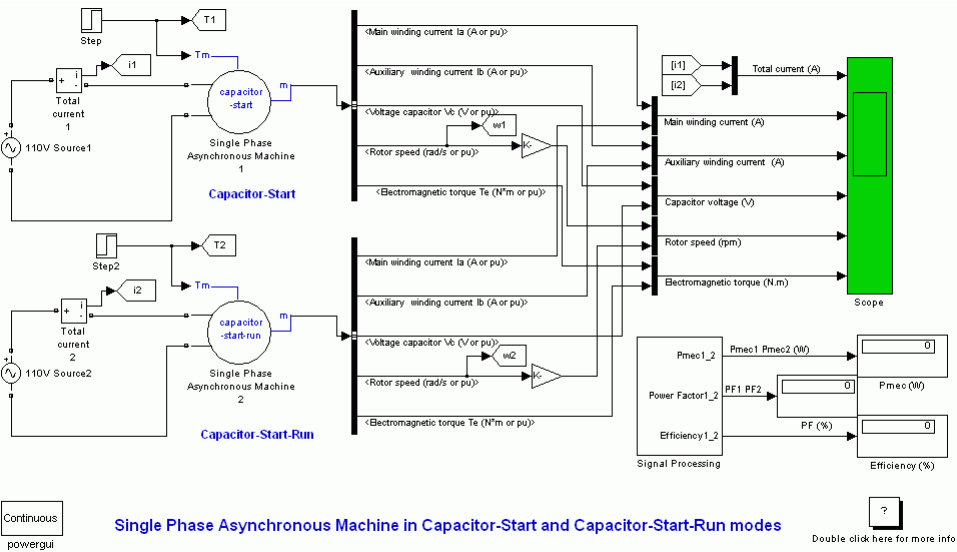 Step
T1
Tm
i1
+ i
-
Total
current
1
capacitor
-start
m
110V Source1
Single Phase
Asynchronous Machine
1
Capacitor-Start
<Main winding current Ia (A or pu)>
<Auxiliary winding current Ib (A or pu)>
<Voltage capacitor Vc (V or pu)>
w1
<Rotor speed (rad/s or pu)>
K-
<Electromagnetic torque Te (N*m or pu)>
[i1]
[i2]
Total current (A)
Main winding current (A)
Auxiliary winding current (A)
Capacitor voltage (V)
Rotor speed (rpm)
Electromagnetic torque (N.m)
Scope
Step2
T2
Tm
i2
+ i
-
Total
current
2
capacitor
-start-run
m
110V Source2
Single Phase
Asynchronous Machine
2
Capacitor-Start-Run
<Main winding current Ia (A or pu)>
<Auxiliary winding current Ib (A or pu)>
<Voltage capacitor Vc (V or pu)>
w2
<Rotor speed (rad/s or pu)>
K-
<Electromagnetic torque Te (N*m or pu)>
Pmec1_2
Power Factor1_2
Efficiency1_2
Signal Processing
Pmec1 Pmec2 (W)
0
Pmec (W)
PF1 PF2
0
PF (%)
0
Efficiency (%)
Continuous
powergui
Single Phase Asynchronous Machine in Capacitor-Start and Capacitor-Start-Run modes
?
Double click here for more info